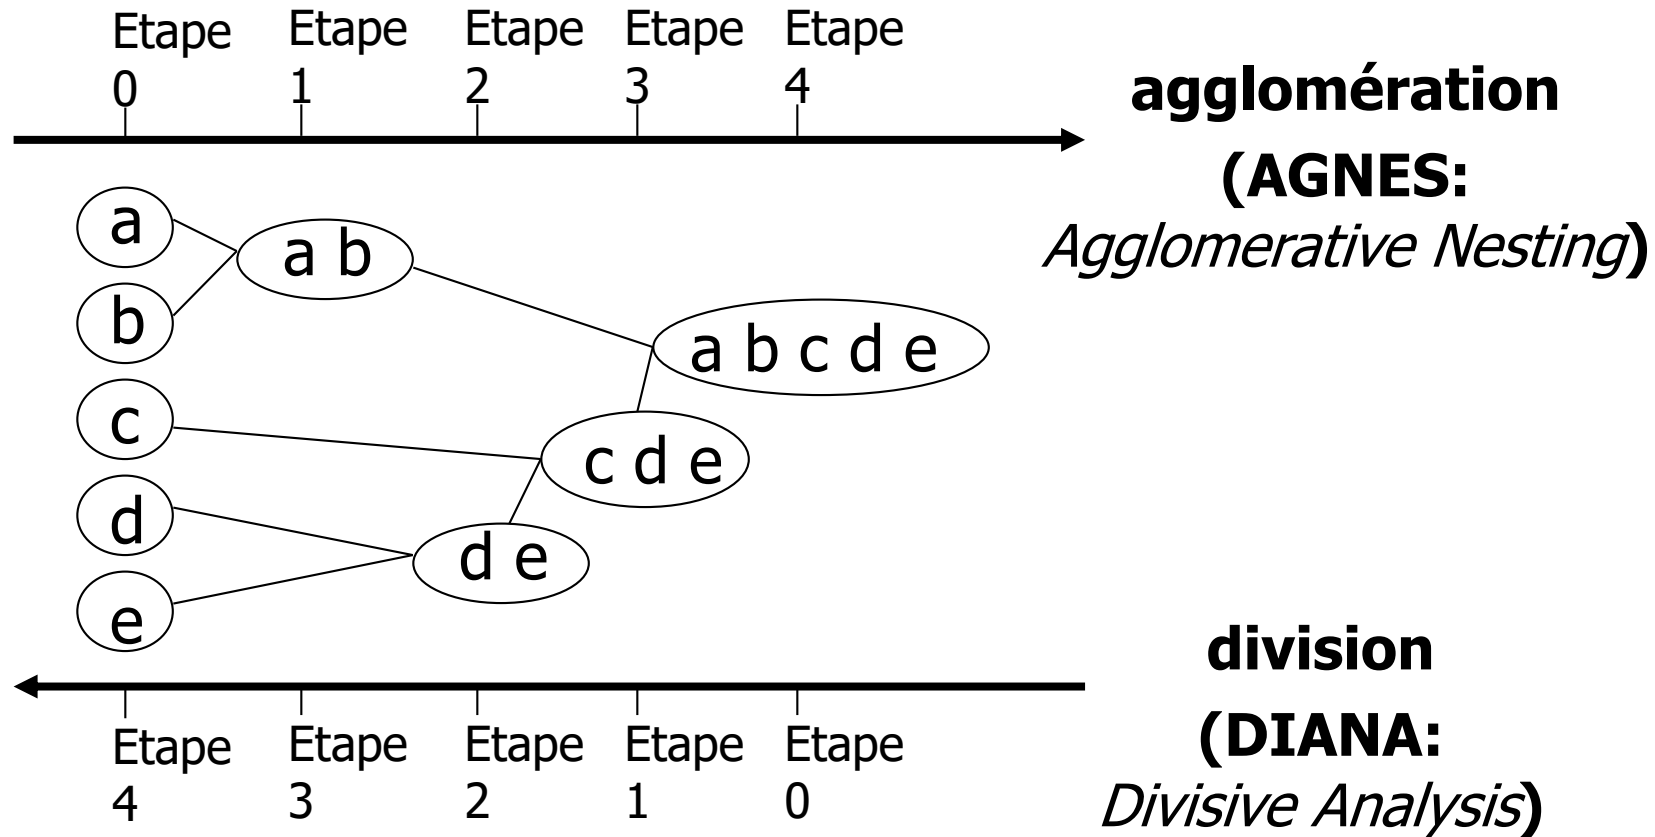 Etape 0
Etape 1
Etape 2
Etape 3
Etape 4
agglomération
(AGNES:
Agglomerative Nesting)
a
b
a b
a b c d e
c
c d e
d
d e
e
division
(DIANA:
Divisive Analysis)
Etape 4
Etape 3
Etape 2
Etape 1
Etape 0